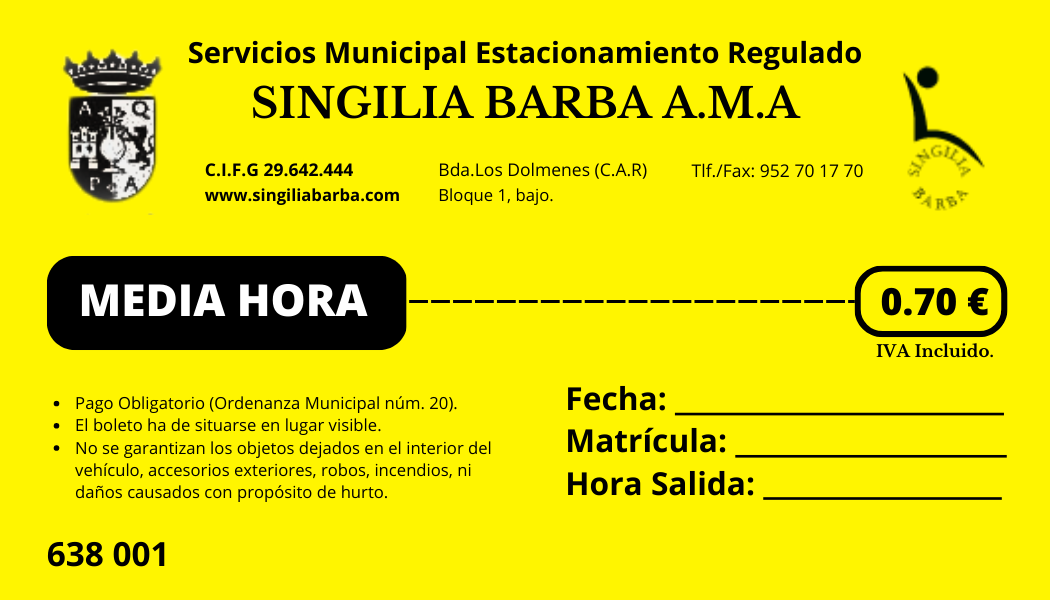 Servicios Municipal Estacionamiento Regulado
SINGILIA BARBA A.M.A
A Q
P A
C.I.F.G 29.642.444
www.singiliabarba.com
Bda.Los Dolmenes (C.A.R)
Bloque 1, bajo.
Tlf./Fax: 952 70 17 70
SINGILIA
BARBA
MEDIA HORA
0.70 €
IVA Incluido.
• Pago Obligatorio (Ordenanza Municipal núm. 20).
• El boleto ha de situarse en lugar visible.
• No se garantizan los objetos dejados en el interior del
vehículo, accesorios exteriores, robos, incendios, ni
daños causados con propósito de hurto.
Fecha: ____________________
Matrícula: ________________
Hora Salida: ______________
638 001